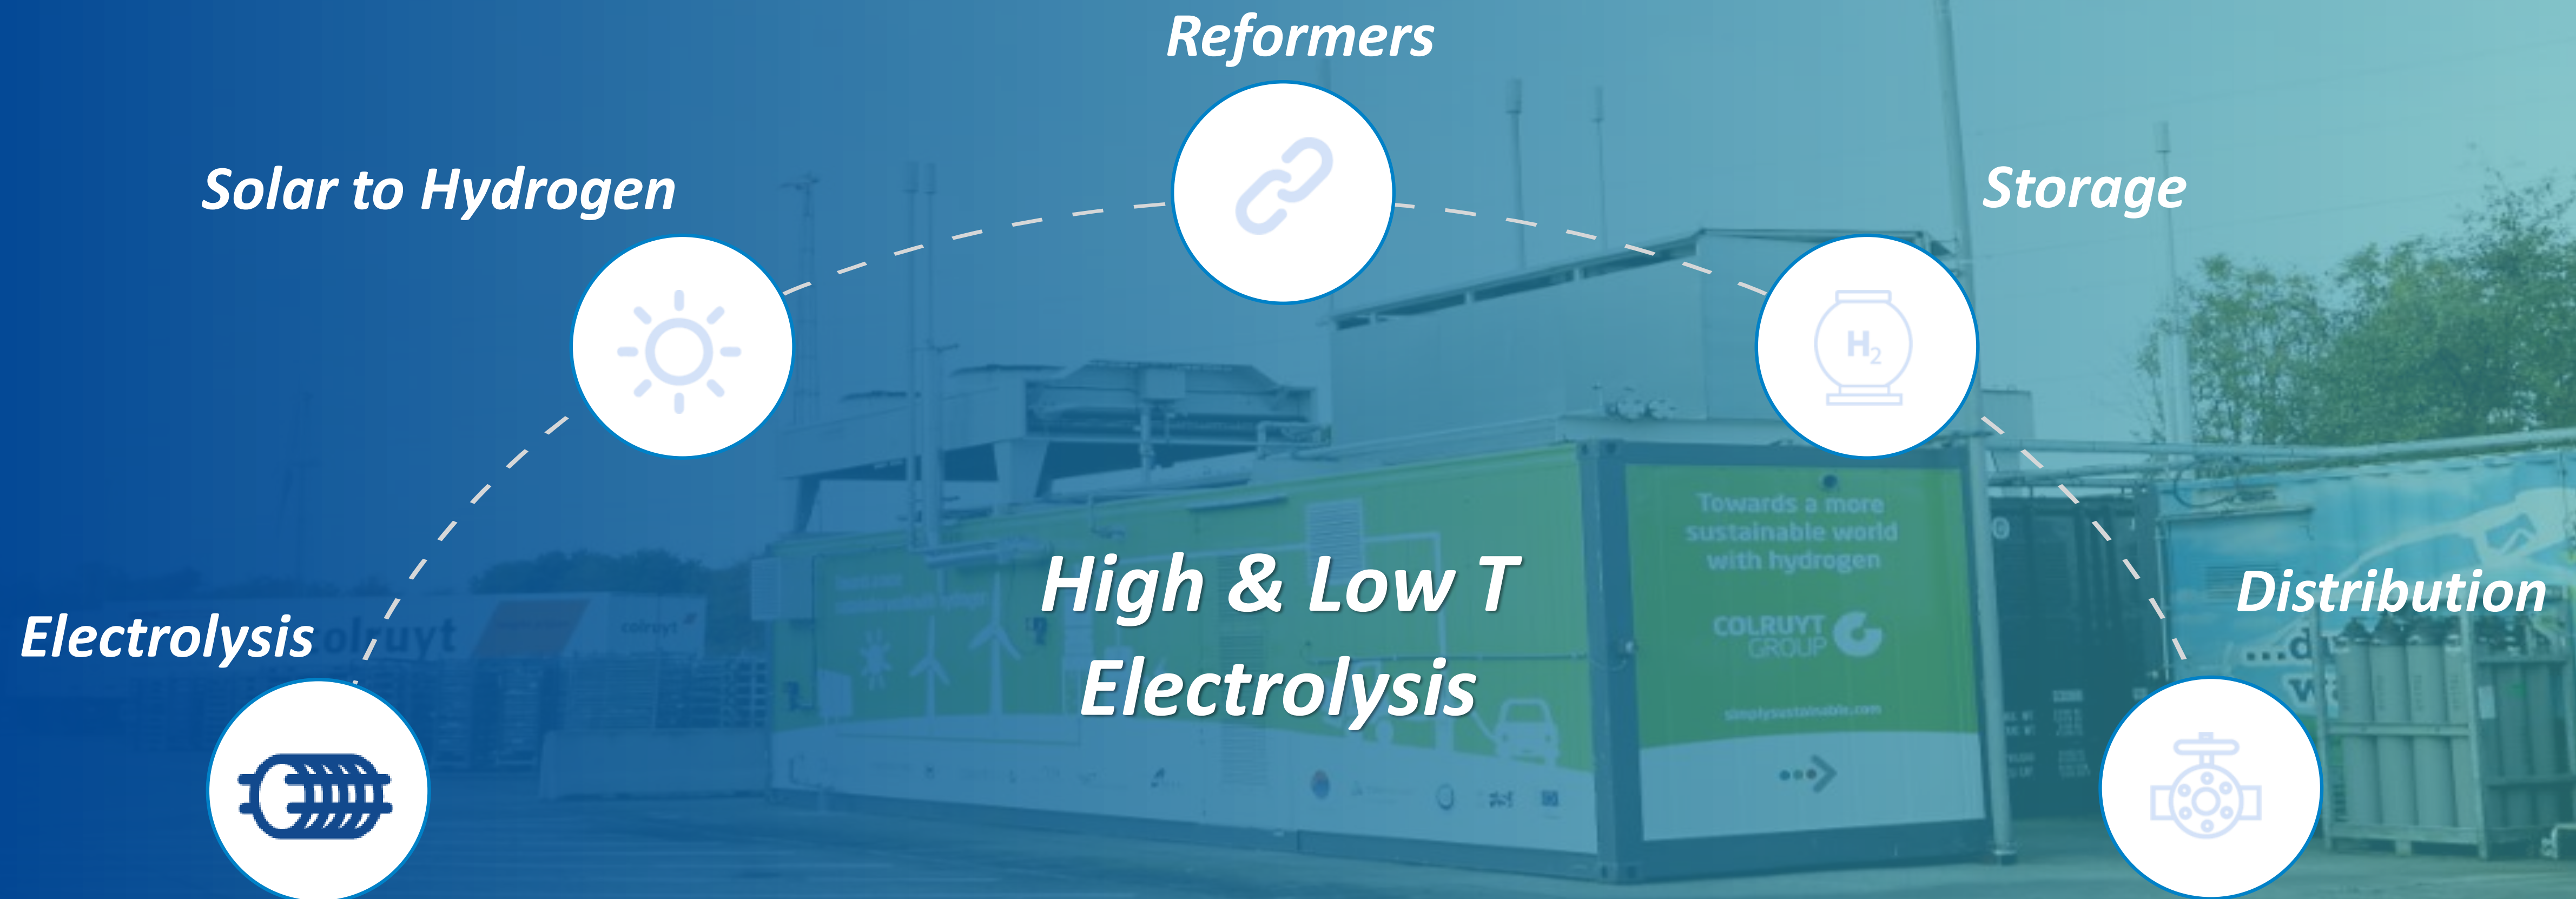 Reformers
Solar to Hydrogen
Storage
H2
Towards a more
sustainable world
with hydrogen
High & Low T
Electrolysis
COLRUYT
GROUP
simplysustainable.com
Distribution
Electrolysis
olruyt
colruyt
...d
w